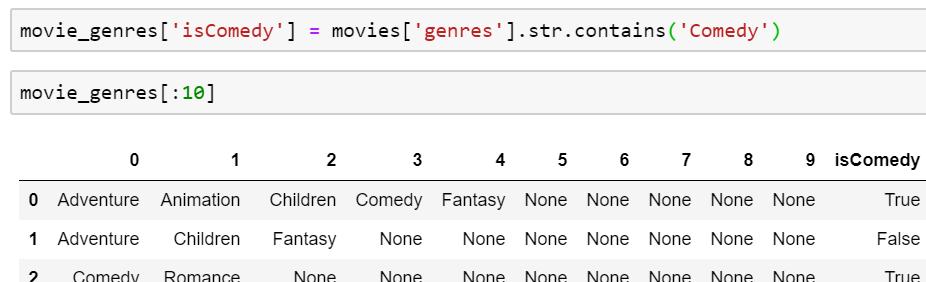 movie_genres['isComedy'] = movies['genres'].str.contains('Comedy')
movie_genres[:10]
0 1 2 3 4 5 6 7 8 9 isComedy
0 Adventure Animation Children Comedy Fantasy None None None None None True
1 Adventure Children Fantasy None None None None None None None False
2 Comedy Romance None None None None None None None None True